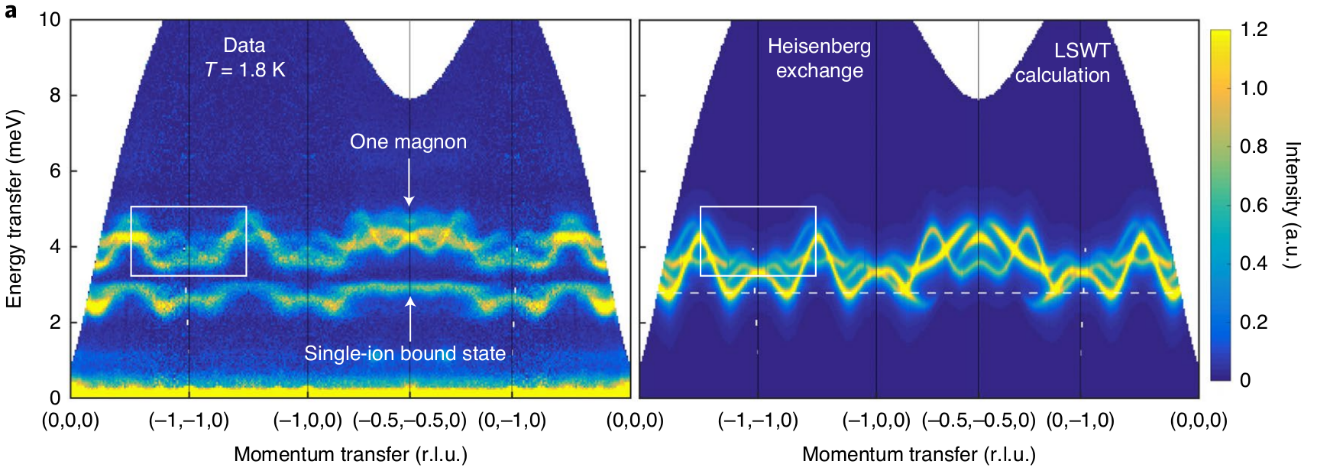 a
Data
T = 1.8 K
One magnon
Single-ion bound state
10
8
6
4
2
0
Energy transfer (meV)
(0,0,0)
(−1,−1,0)
(−1,0,0)
(−0.5,−0.5,0)
(0,−1,0)
(0,0,0)
Momentum transfer (r.l.u.)
Heisenberg
exchange
LSWT
calculation
(−1,−1,0)
(−1,0,0)
(−0.5,−0.5,0)
(0,−1,0)
(0,0,0)
Momentum transfer (r.l.u.)
1.2
1.0
0.8
0.6
0.4
0.2
0
Intensity (a.u.)